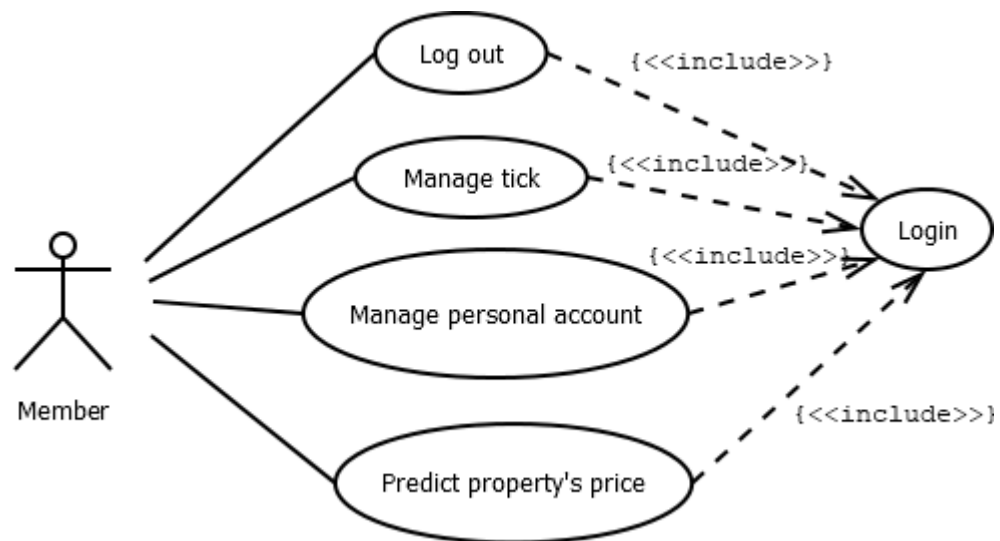 Log out
{<<include>>}
Manage tick
{<<include>>}
Login
Manage personal account
{<<include>>}
Member
Predict property's price
{<<include>>}